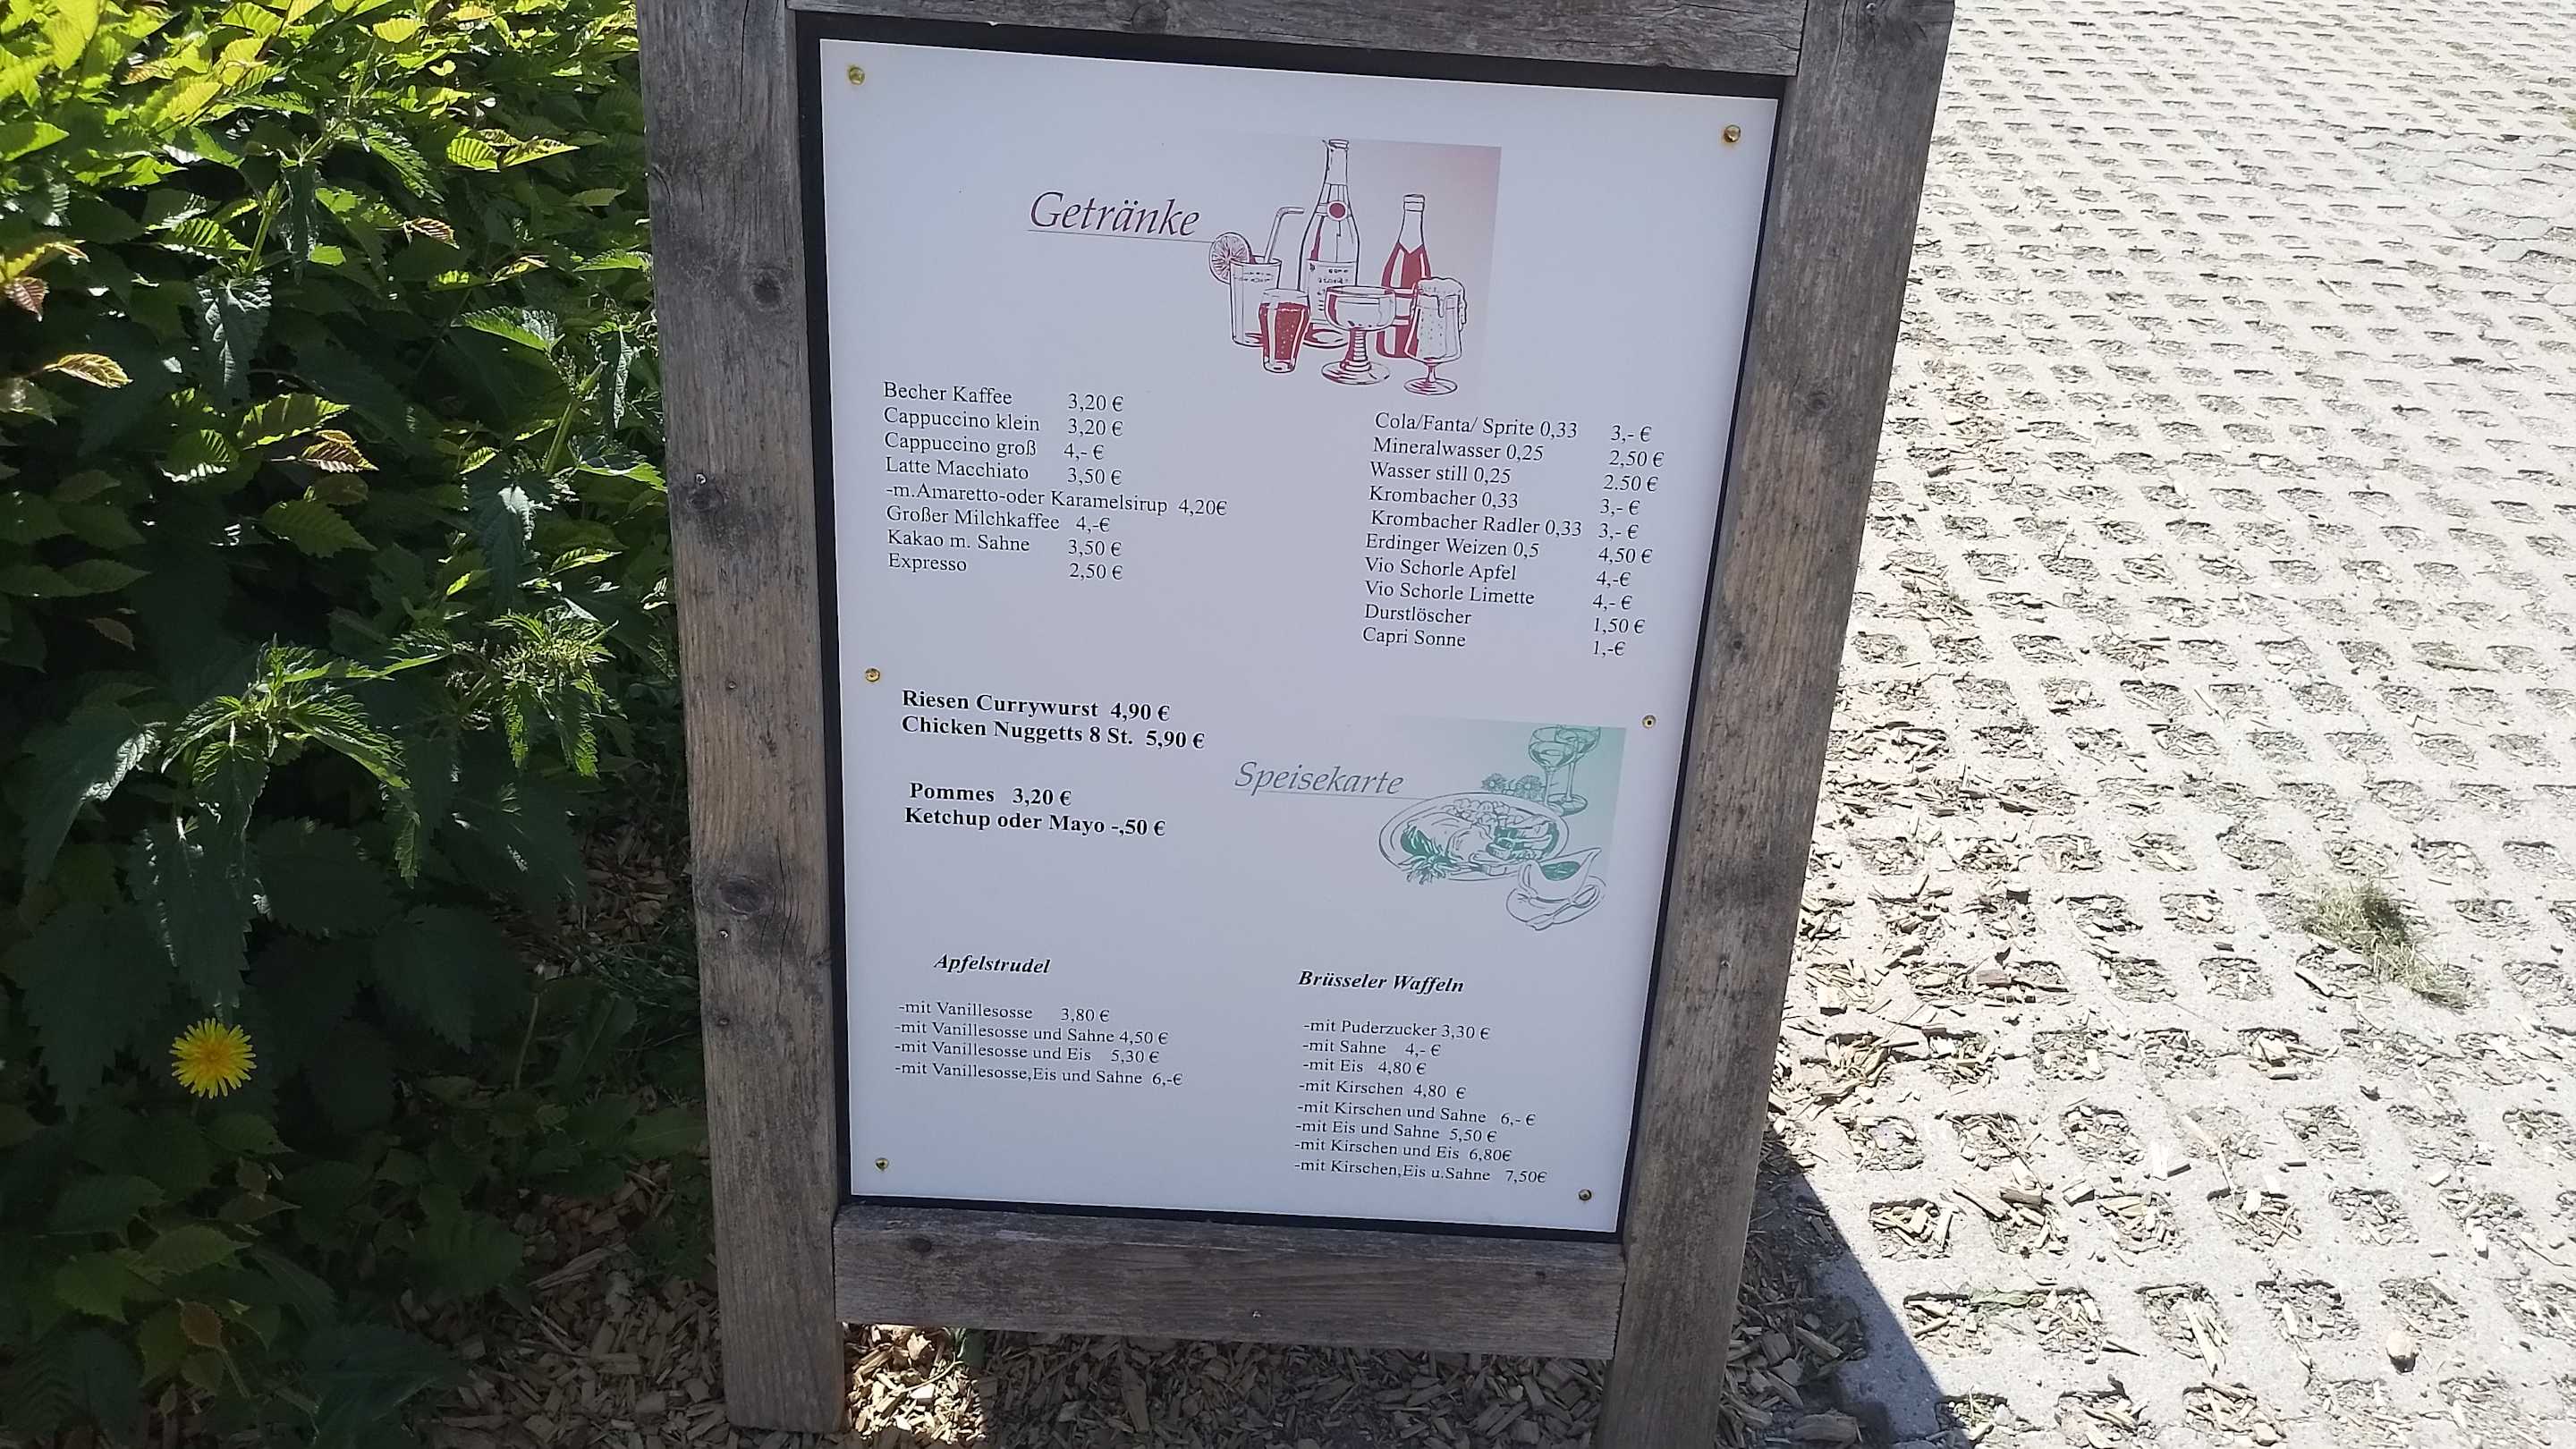 Getränke
Becher Kaffee 3,20 €
Cappuccino klein 3,20 €
Cappuccino groß 4,- €
Latte Macchiato 3,50 €
-m.Amaretto-oder Karamelsirup 4,20€
Großer Milchkaffee 4,-€
Kakao m. Sahne 3,50 €
Expresso 2,50 €
Cola/Fanta/ Sprite 0,33 3,- €
Mineralwasser 0,25 2,50 €
Wasser still 0,25 2.50 €
Krombacher 0,33 3,- €
Krombacher Radler 0,33 3,- €
Erdinger Weizen 0,5 4,50 €
Vio Schorle Apfel 4,-€
Vio Schorle Limette 4,- €
Durstlöscher 1,50 €
Capri Sonne 1,-€
Riesen Currywurst 4,90 €
Chicken Nuggetts 8 St. 5,90 €
Pommes 3,20 €
Ketchup oder Mayo -,50 €
Speisekarte
Apfelstrudel
-mit Vanillesosse 3,80 €
-mit Vanillesosse und Sahne 4,50 €
-mit Vanillesosse und Eis 5,30 €
-mit Vanillesosse,Eis und Sahne 6,-€
Brüsseler Waffeln
-mit Puderzucker 3,30 €
-mit Sahne 4,- €
-mit Eis 4,80 €
-mit Kirschen 4,80 €
-mit Kirschen und Sahne 6,- €
-mit Eis und Sahne 5,50 €
-mit Kirschen und Eis 6,80€
-mit Kirschen,Eis u.Sahne 7,50€